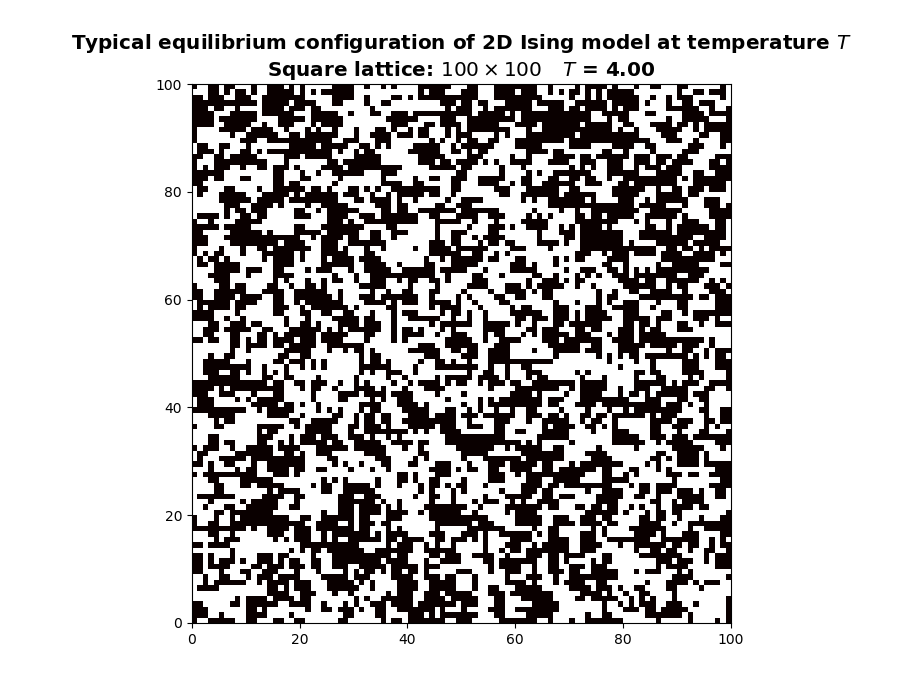 Typical equilibrium configuration of 2D Ising model at temperature T
Square lattice: 100 × 100 T = 4.00
100
80
60
40
20
0
0 20 40 60 80 100